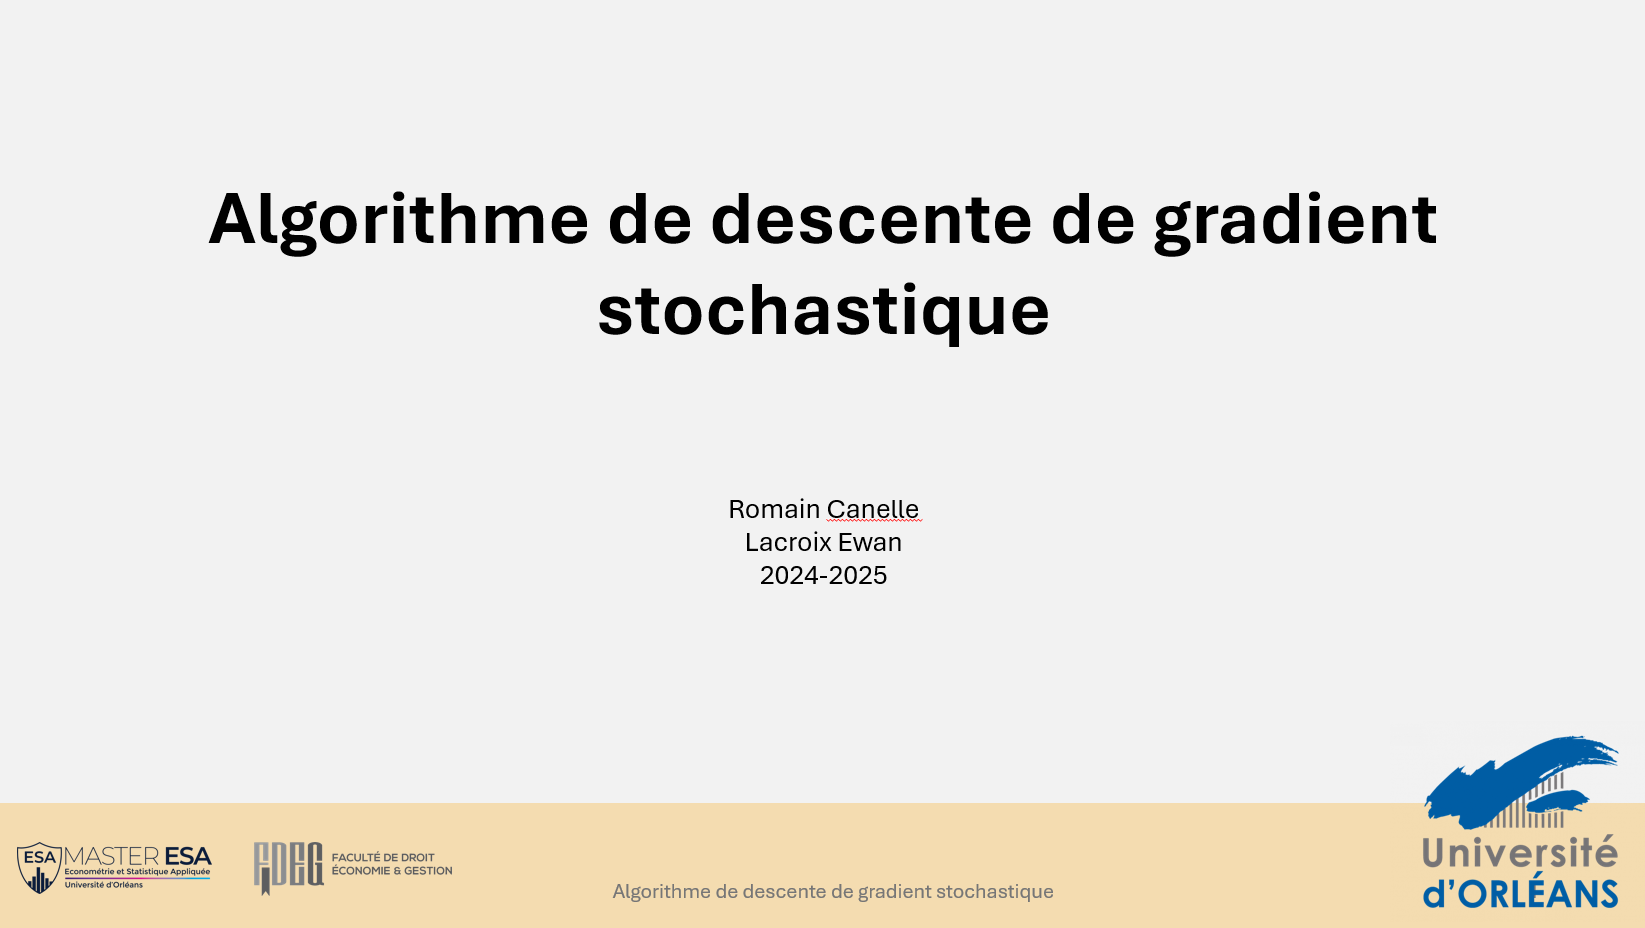 Algorithme de descente de gradient
stochastique
Romain Canelle
Lacroix Ewan
2024-2025
ESA MASTER ESA
Économétrie et Statistique Appliquée
Université d'Orléans
FDEG FACULTÉ DE DROIT
ÉCONOMIE & GESTION
Algorithme de descente de gradient stochastique
Université
d'ORLÉANS